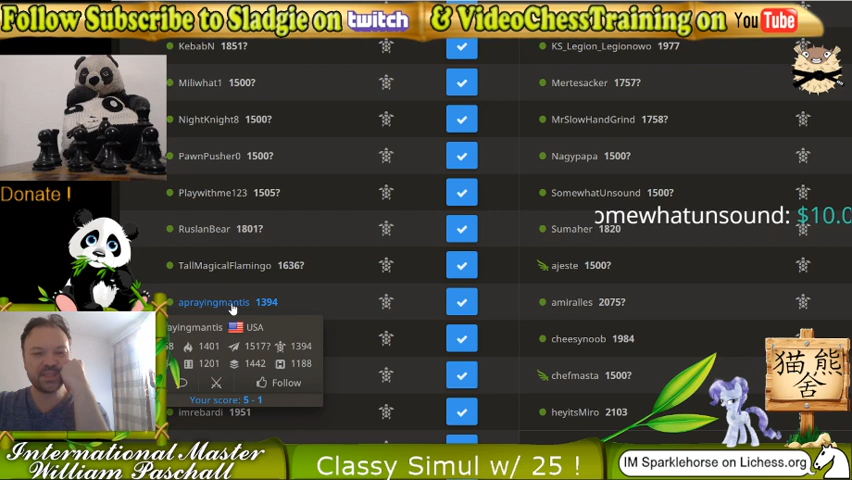 Follow Subscribe to Sladgie on twitch & VideoChessTraining on YouTube
KebabN 1851?
KS_Legion_Legionowo 1977
Miliwhat1 1500?
Mertesacker 1757?
NightKnight8 1500?
MrSlowHandGrind 1758?
PawnPusher0 1500?
Nagypapa 1500?
Donate !
Playwithme123 1505?
SomewhatUnsound 1500?
omewhatunsound: $10.0
RuslanBear 1801?
Sumaher 1820
TallMagicalFlamingo 1636?
ajeste 1500?
aprayingmantis 1394
amiralles 2075?
ayingmantis USA
1401 1517? 1394
cheesynoob 1984
1201 1442 1188
Follow
chefmasta 1500?
Your score: 5 - 1
imrebardi 1951
heyitsMiro 2103
猫熊
舍
International Master
William Paschall
Classy Simul w/ 25 !
IM Sparklehorse on Lichess.org